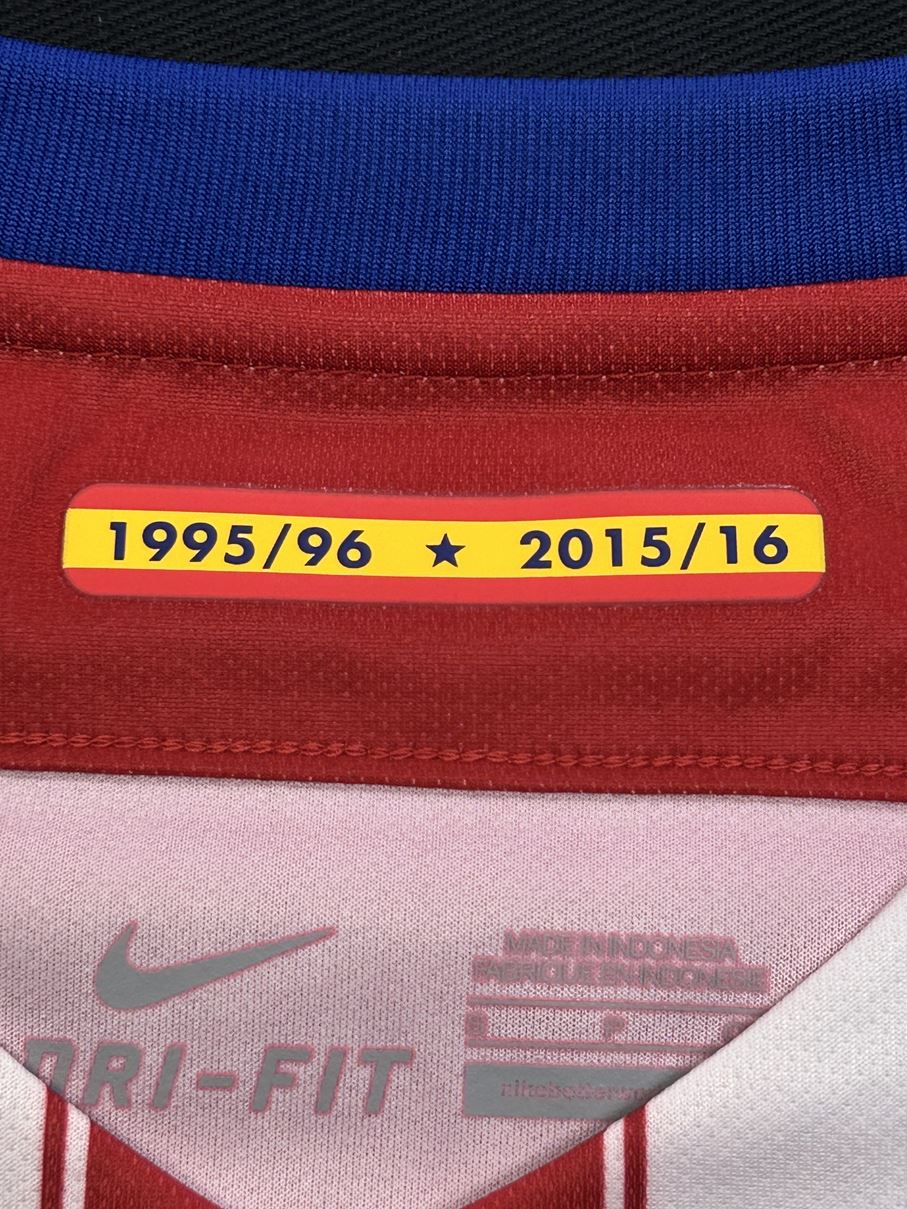 1995/96 ★ 2015/16
DRI-FIT
MADE IN INDONESIA
FABRIQUE EN INDONESIE
S P